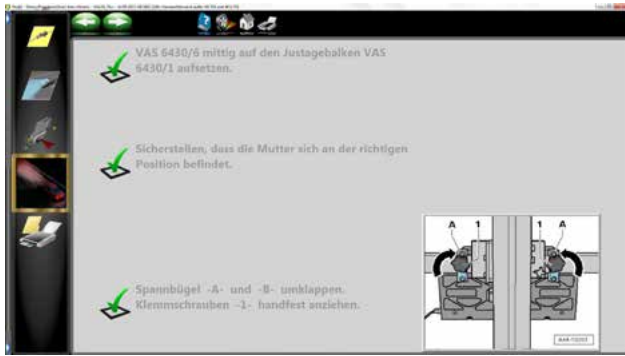 VAS 6430/6 mittig auf den Justagebalken VAS
6430/1 aufsetzen.
Sicherstellen, dass die Mutter sich an der richtigen
Position befindet.
A 1 1 A
Spannbügel -A- und -B- umklappen.
Klemmschrauben -1- handfest anziehen.